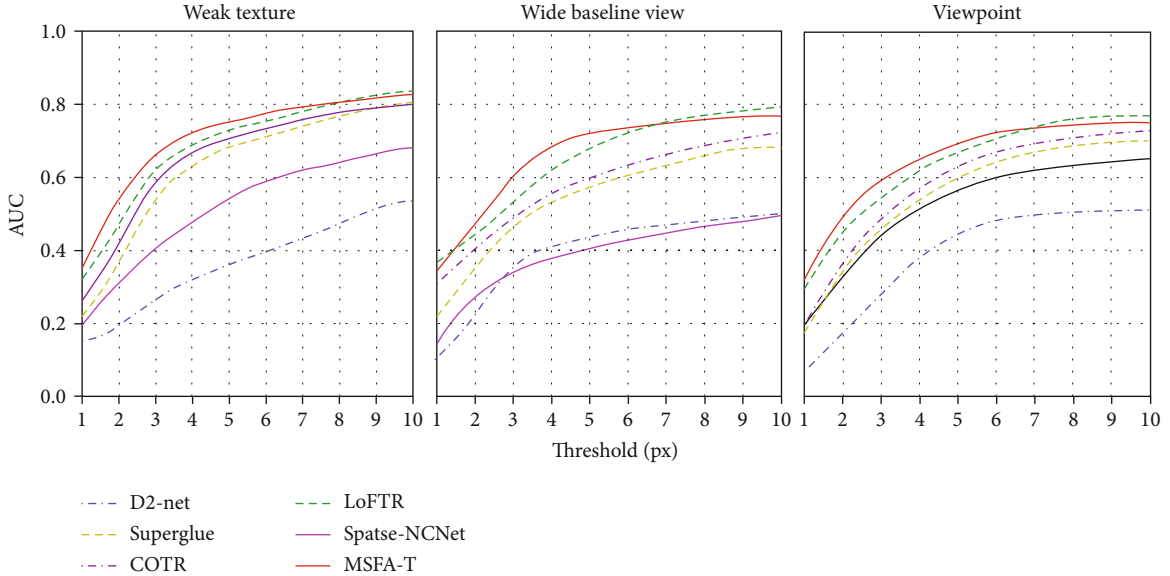 Weak texture Wide baseline view Viewpoint
1.0
0.8
0.6
0.4
0.2
0.0
AUC
1 2 3 4 5 6 7 8 9 10 1 2 3 4 5 6 7 8 9 10 1 2 3 4 5 6 7 8 9 10
Threshold (px)
D2-net LoFTR
Superglue Spatse-NCNet
COTR MSFA-T